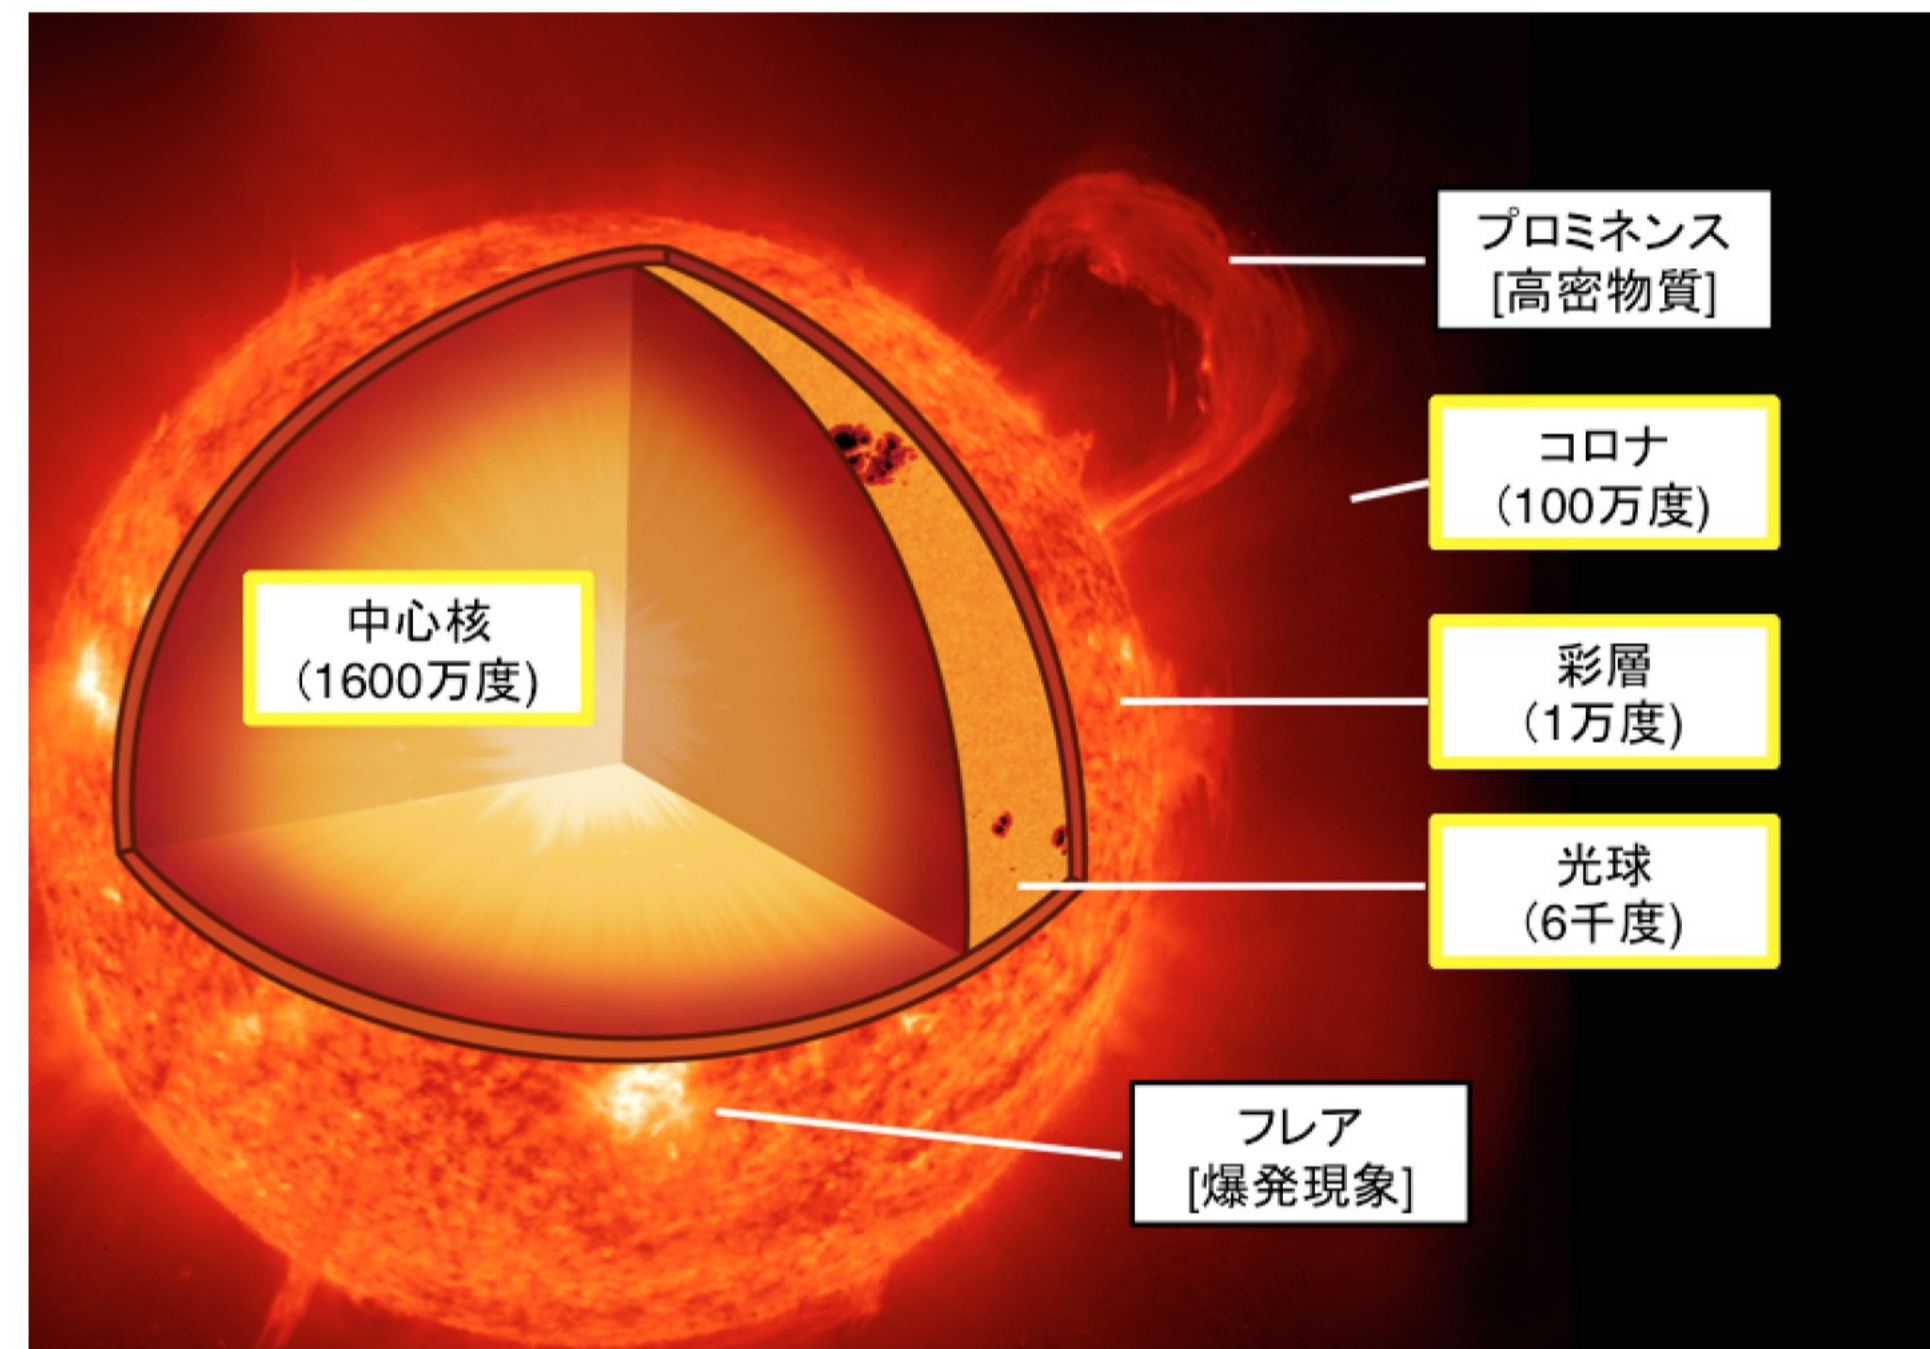 プロミネンス
[高密物質]
コロナ
（100万度)
中心核
（1600万度)
彩層
（1万度)
光球
（6千度)
フレア
[爆発現象]